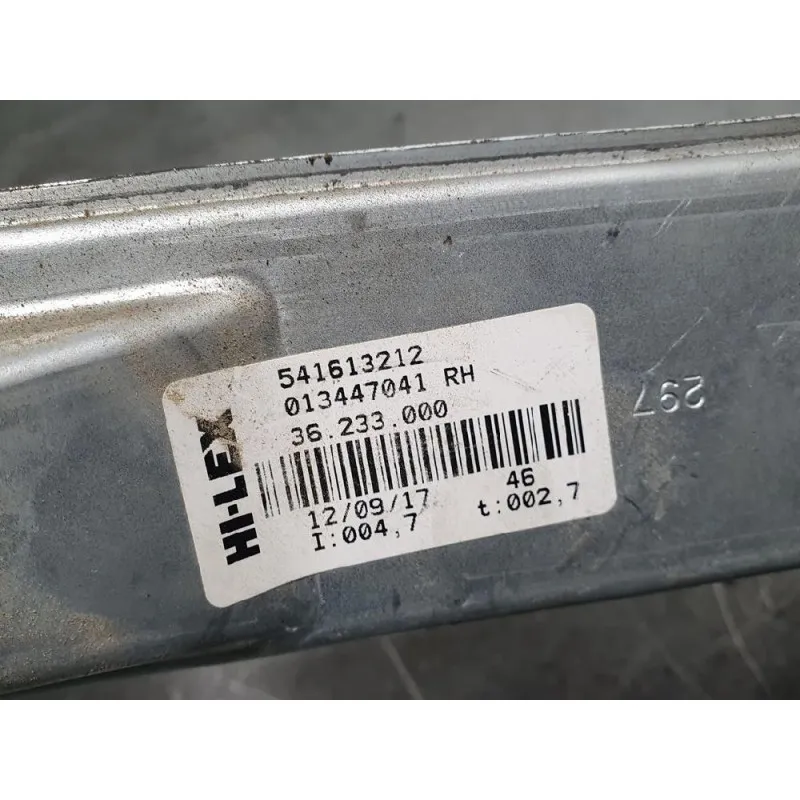 HI-LEX
541613212
013447041 RH
36.233.000
12/09/17 46
I:004,7 t:002,7
297